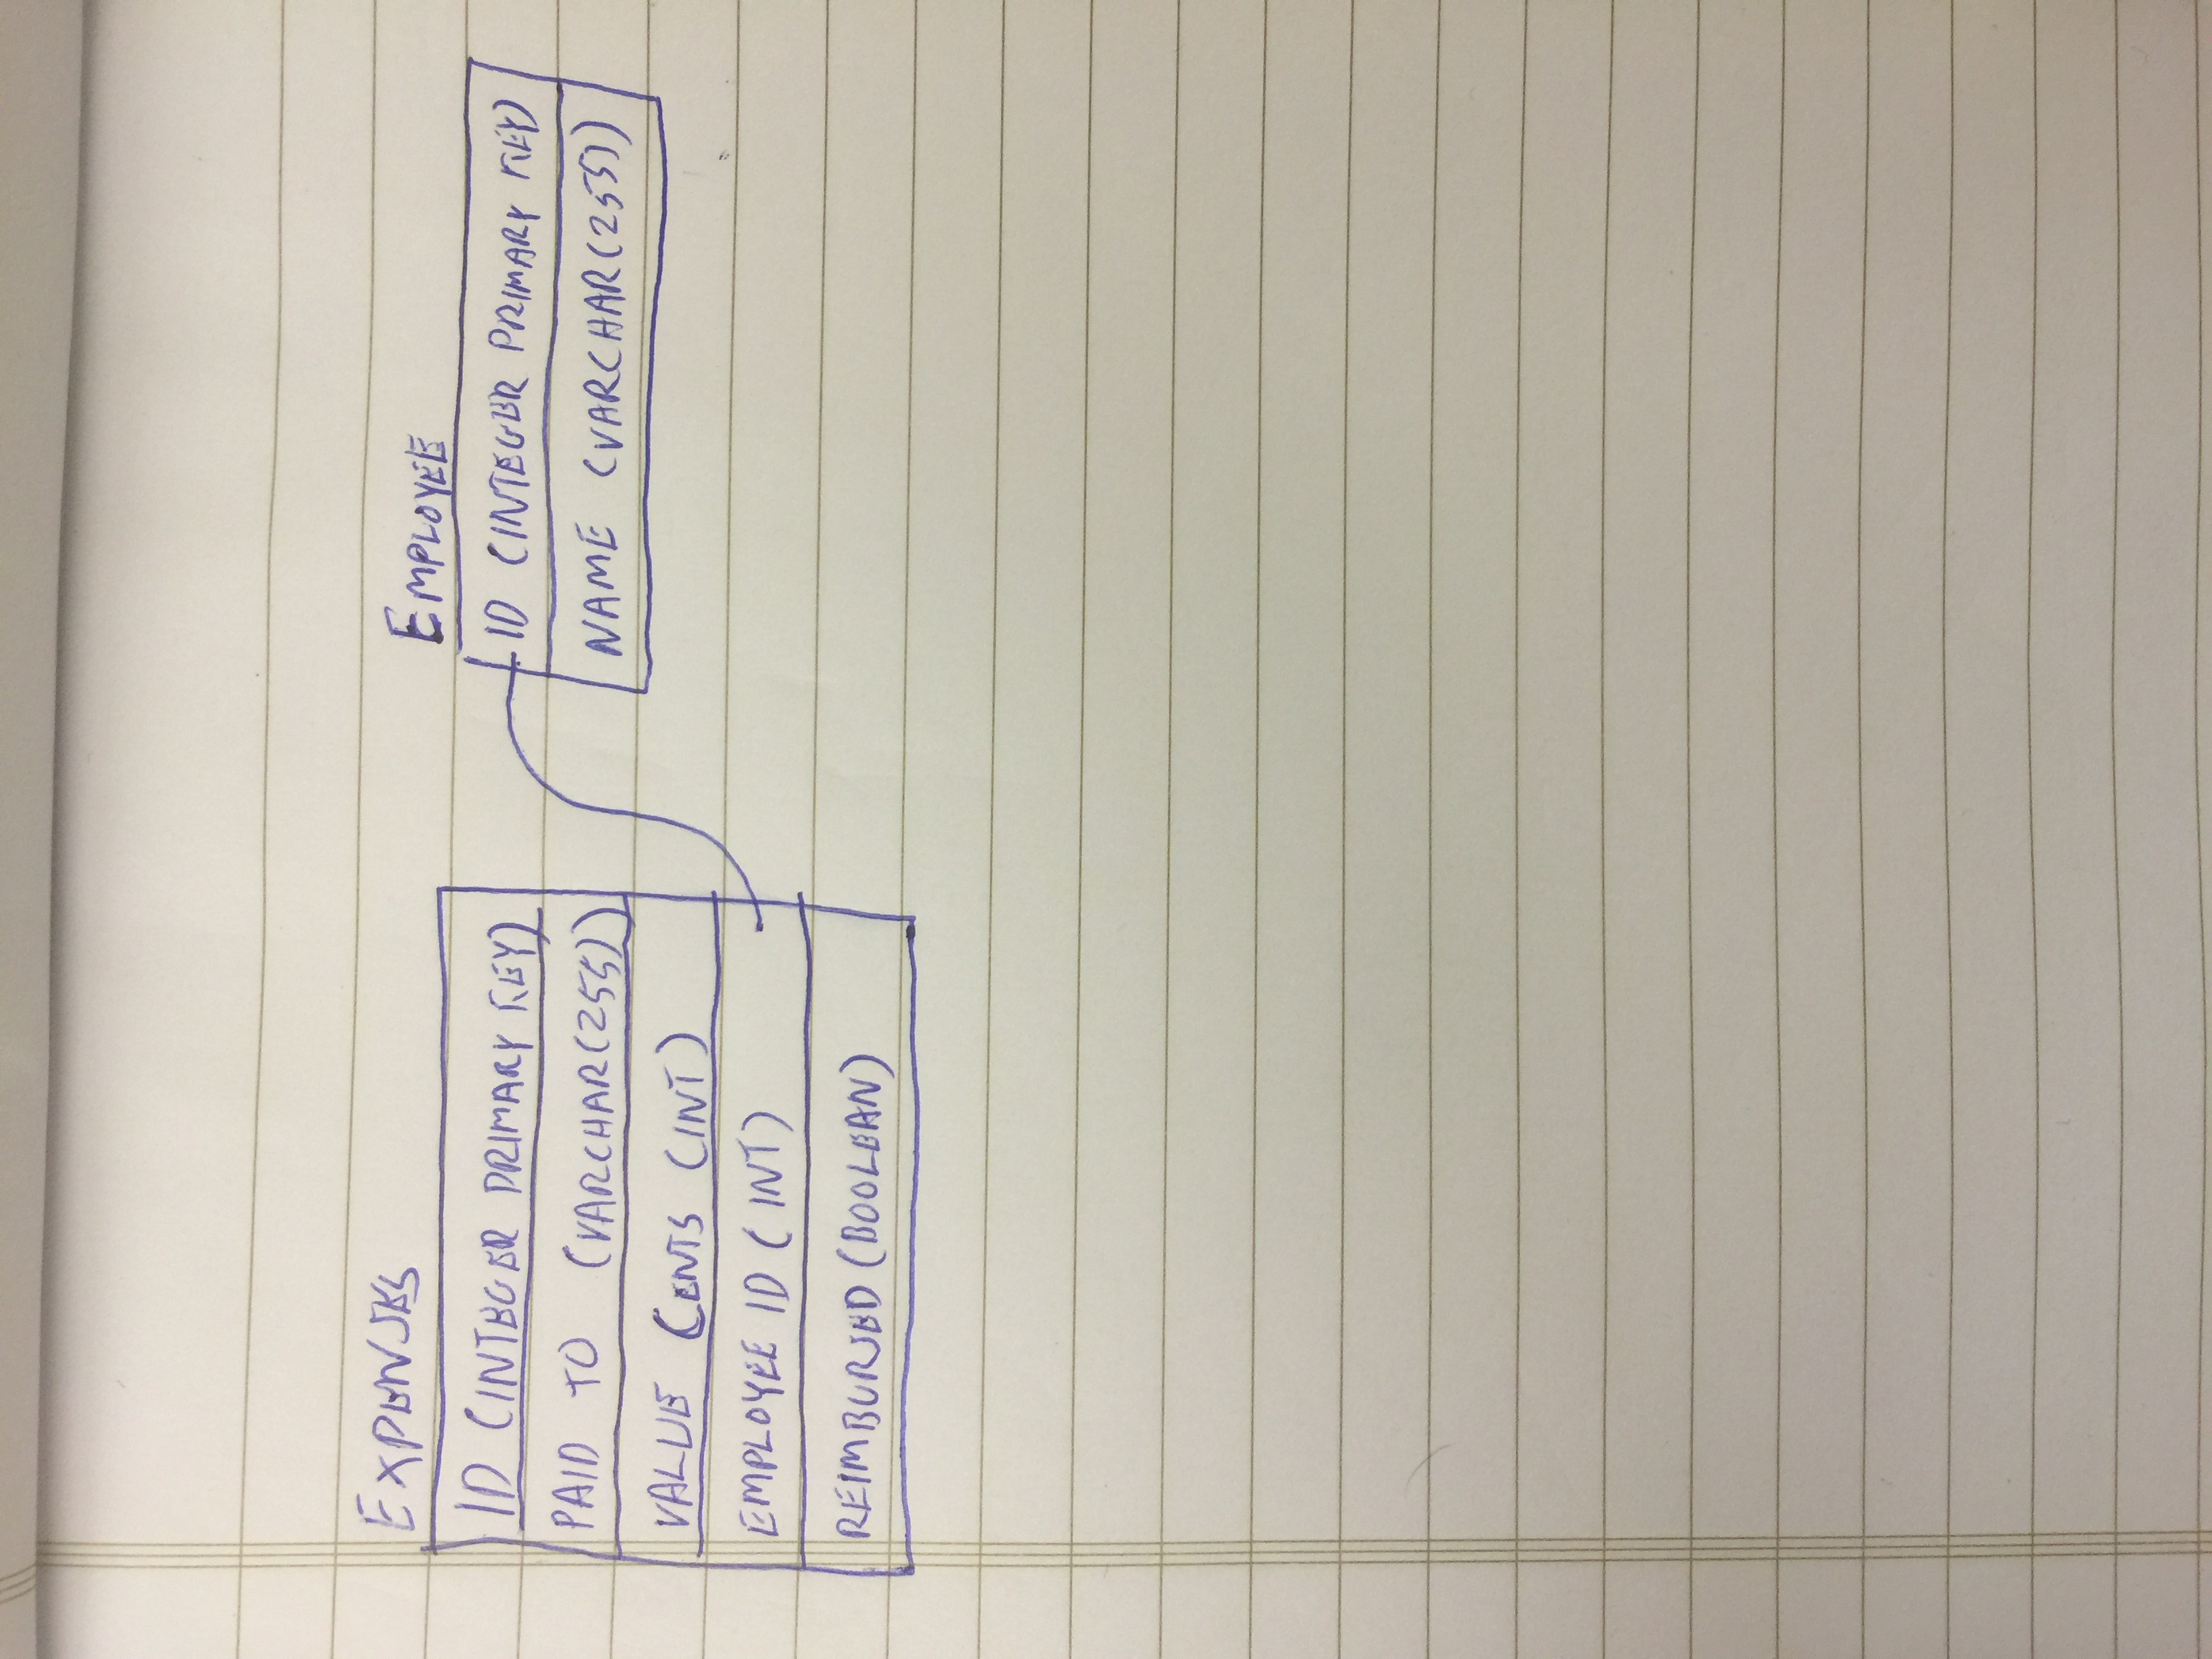 EXPENSES
ID (INTEGER PRIMARY KEY)
PAID TO (VARCHAR(255))
VALUE CENTS (INT)
EMPLOYEE ID (INT)
REIMBURSED (BOOLEAN)
EMPLOYEE
ID (INTEGER PRIMARY KEY)
NAME (VARCHAR(255))